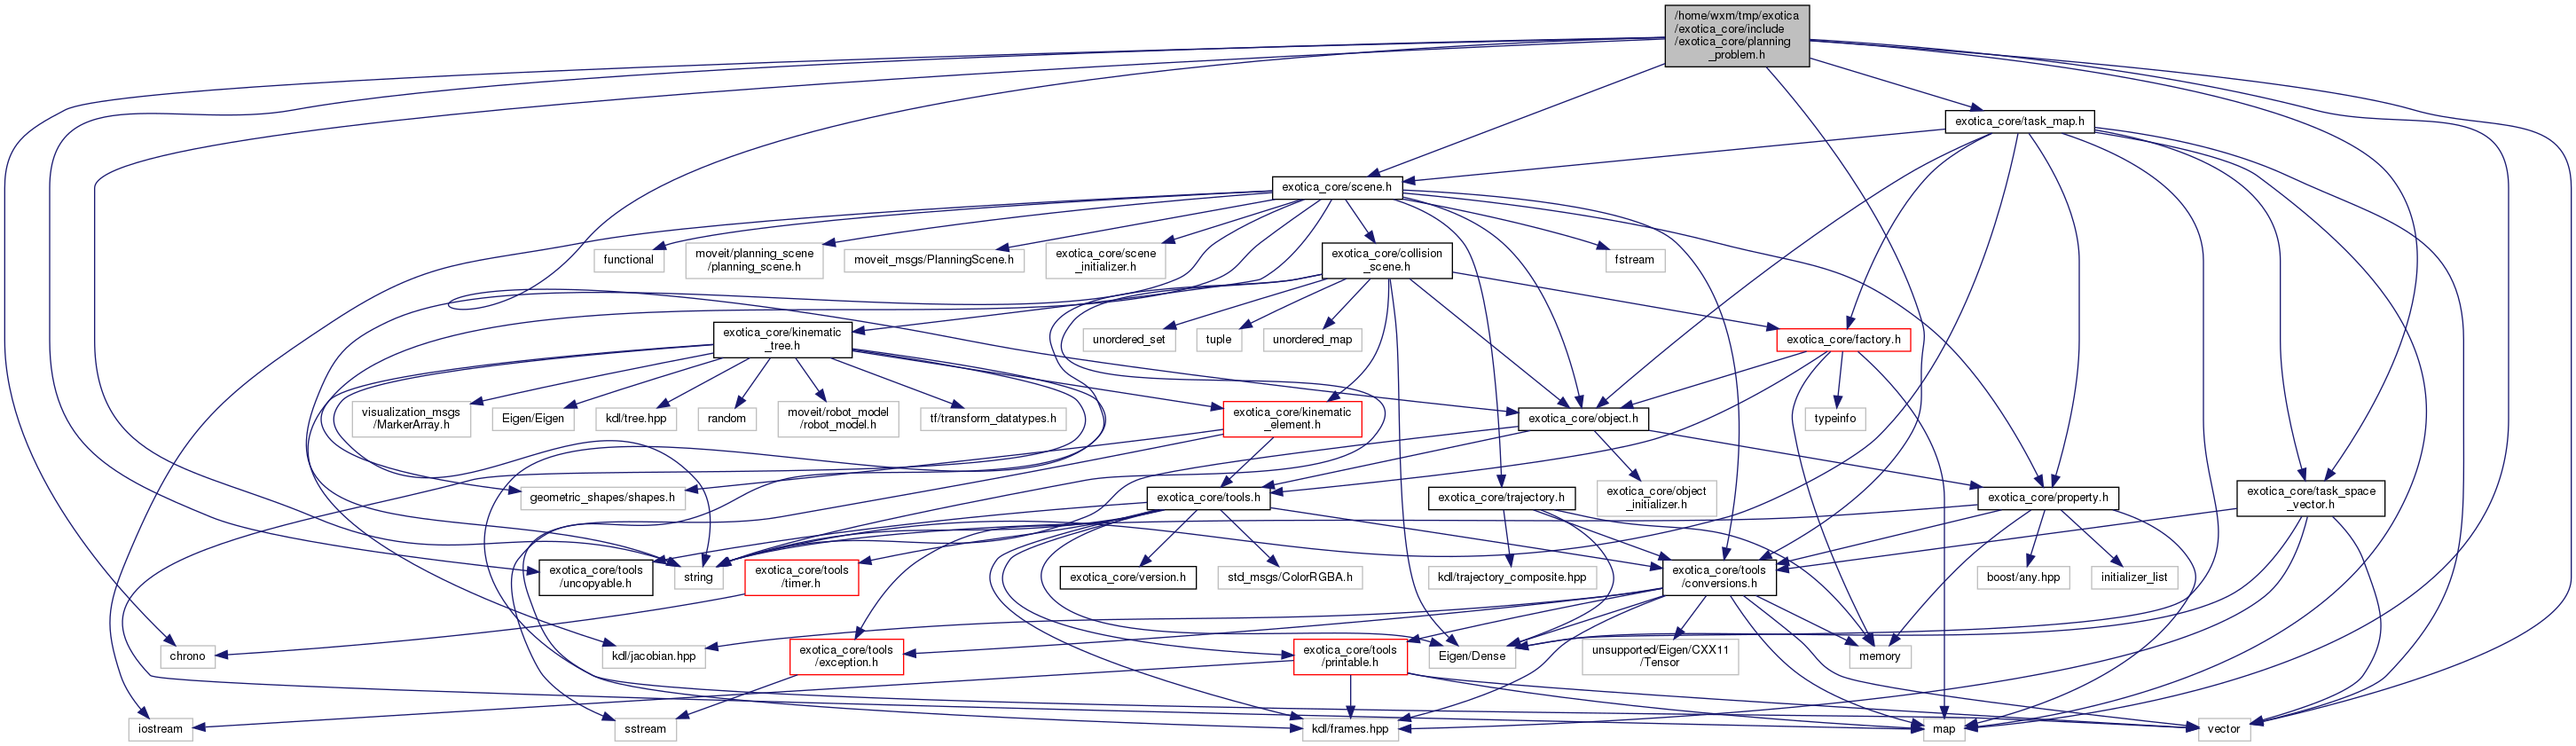 /home/wxm/tmp/exotica
/exotica_core/include
/exotica_core/planning
_problem.h
exotica_core/task_map.h
exotica_core/scene.h
functional
moveit/planning_scene
/planning_scene.h
moveit_msgs/PlanningScene.h
exotica_core/scene
_initializer.h
exotica_core/collision
_scene.h
fstream
exotica_core/kinematic
_tree.h
unordered_set
tuple
unordered_map
exotica_core/factory.h
visualization_msgs
/MarkerArray.h
Eigen/Eigen
kdl/tree.hpp
random
moveit/robot_model
/robot_model.h
tf/transform_datatypes.h
exotica_core/kinematic
_element.h
exotica_core/object.h
typeinfo
geometric_shapes/shapes.h
exotica_core/tools.h
exotica_core/trajectory.h
exotica_core/object
_initializer.h
exotica_core/property.h
exotica_core/task_space
_vector.h
exotica_core/tools
/uncopyable.h
string
exotica_core/tools
/timer.h
exotica_core/version.h
std_msgs/ColorRGBA.h
kdl/trajectory_composite.hpp
exotica_core/tools
/conversions.h
boost/any.hpp
initializer_list
chrono
kdl/jacobian.hpp
exotica_core/tools
/exception.h
exotica_core/tools
/printable.h
Eigen/Dense
unsupported/Eigen/CXX11
/Tensor
memory
iostream
sstream
kdl/frames.hpp
map
vector